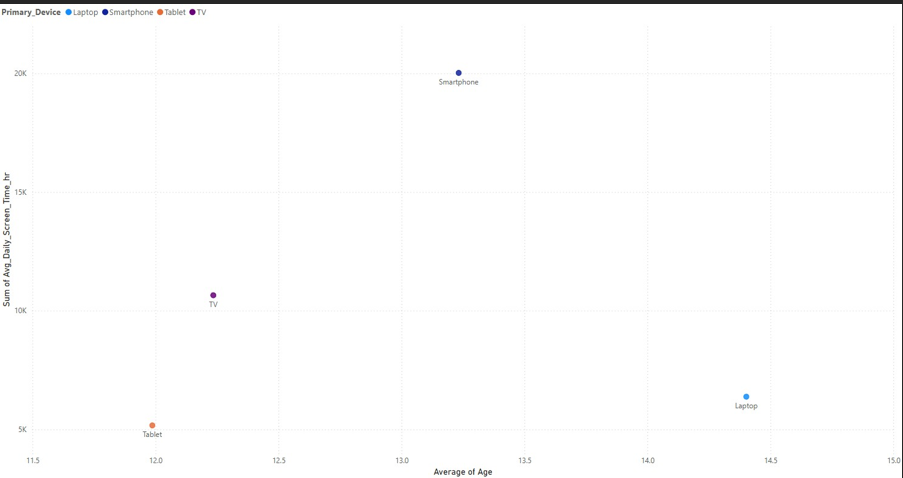 Primary_Device Laptop Smartphone Tablet TV
Sum of Avg_Daily_Screen_Time_hr
20K
Smartphone
15K
TV
10K
Laptop
5K
Tablet
11.5 12.0 12.5 13.0 13.5 14.0 14.5 15.0
Average of Age